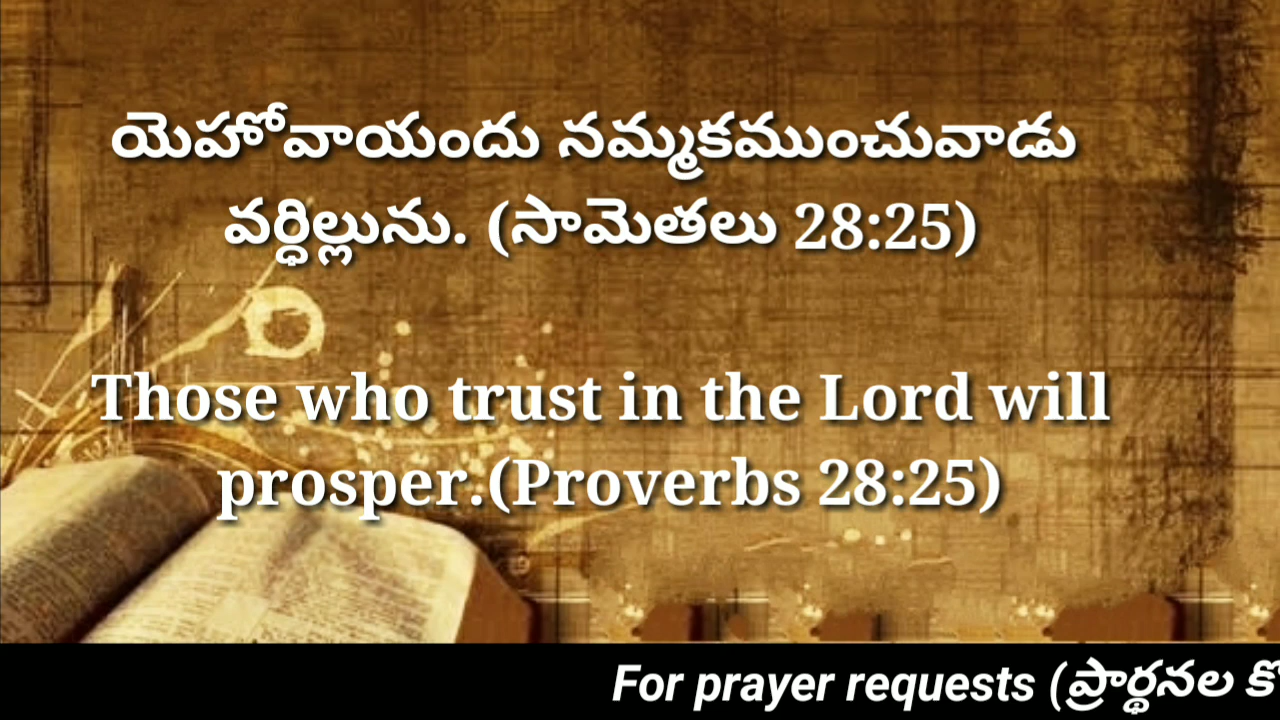 యెహోవాయందు నమ్మకముంచువాడు
వర్ధిల్లును. (సామెతలు 28:25)
Those who trust in the Lord will
prosper.(Proverbs 28:25)
For prayer requests (ప్రార్థనల